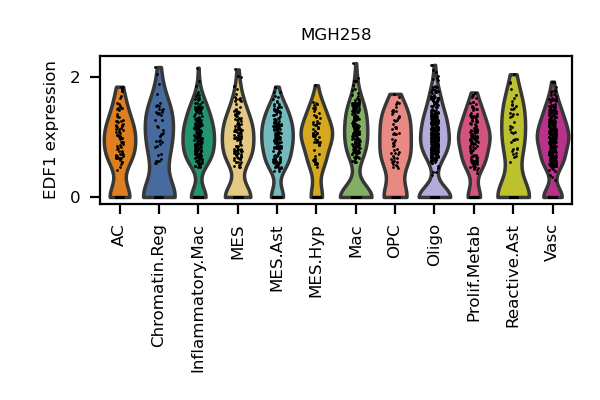 MGH258
EDF1 expression
2
0
AC
Chromatin.Reg
Inflammatory.Mac
MES
MES.Ast
MES.Hyp
Mac
OPC
Oligo
Prolif.Metab
Reactive.Ast
Vasc